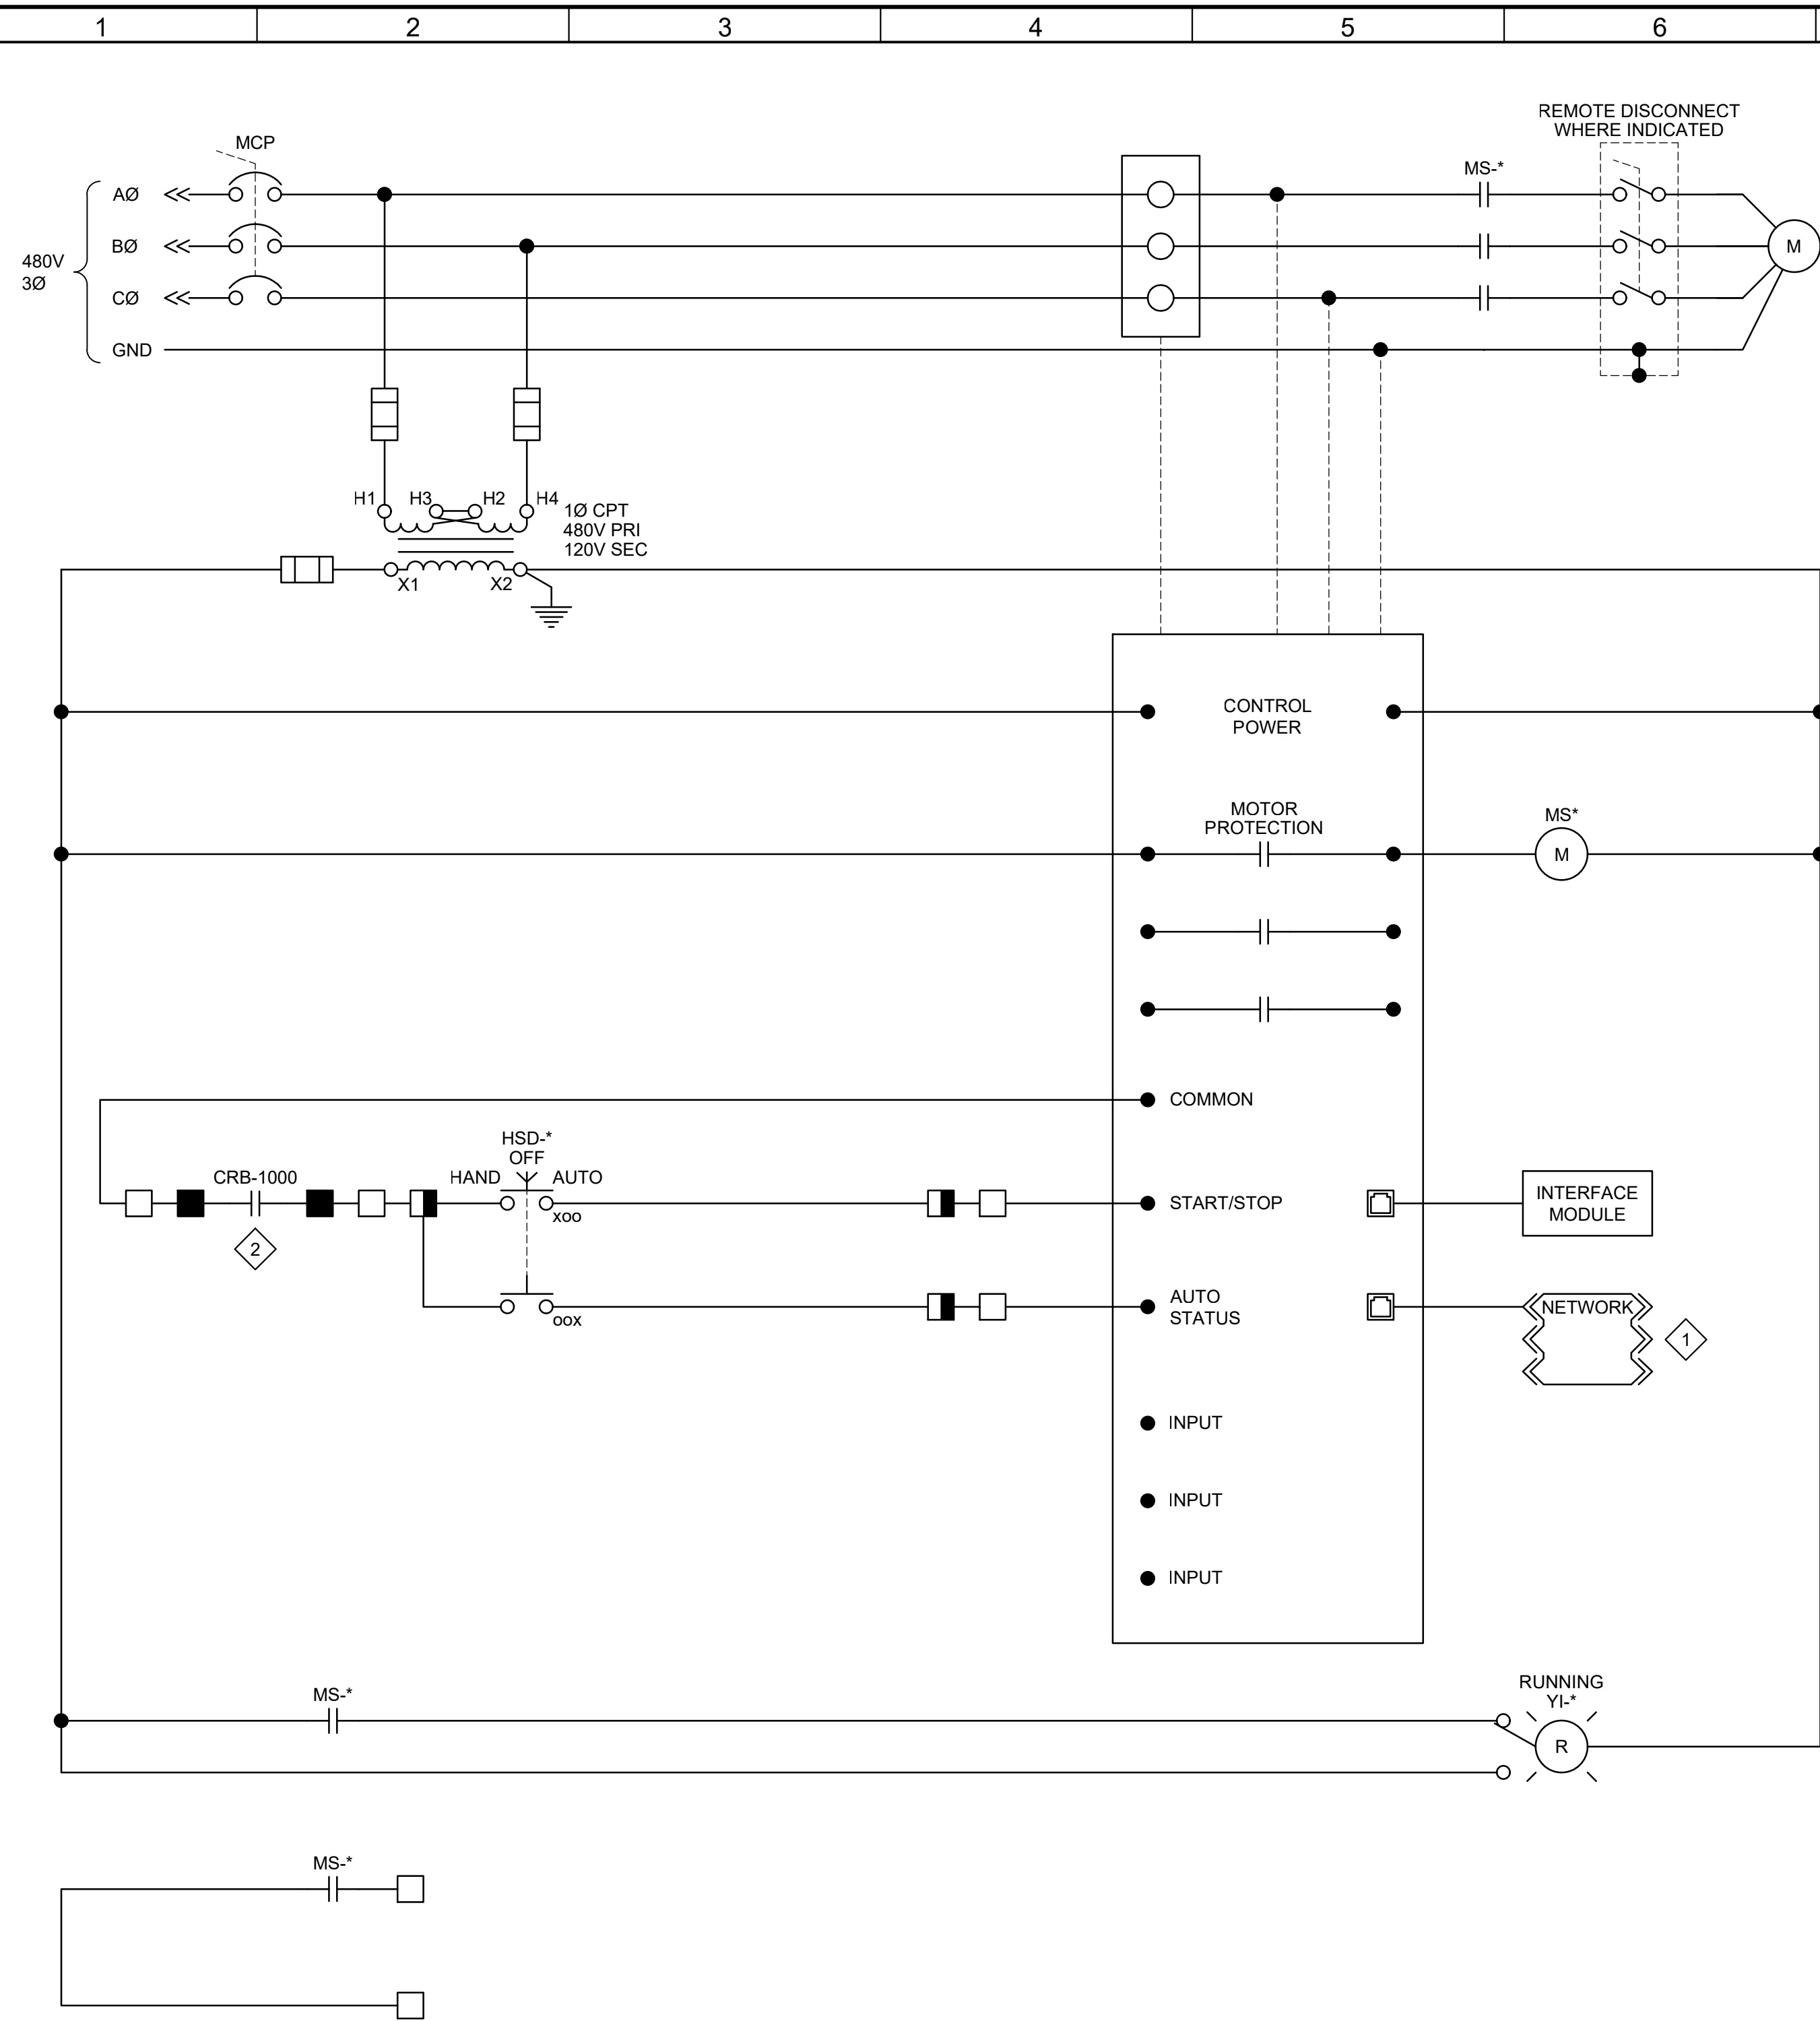 1 2 3 4 5 6
REMOTE DISCONNECT
WHERE INDICATED
MCP
MS-*
AØ
BØ
M
480V
3Ø
CØ
GND
H1 H3 H2 H4
1Ø CPT
480V PRI
120V SEC
X1 X2
CONTROL
POWER
MOTOR
PROTECTION
MS*
M
COMMON
HSD-*
OFF
CRB-1000
HAND AUTO
xoo
START/STOP
INTERFACE
MODULE
2
AUTO
STATUS
oox
NETWORK
1
INPUT
INPUT
INPUT
RUNNING
YI-*
MS-*
R
MS-*